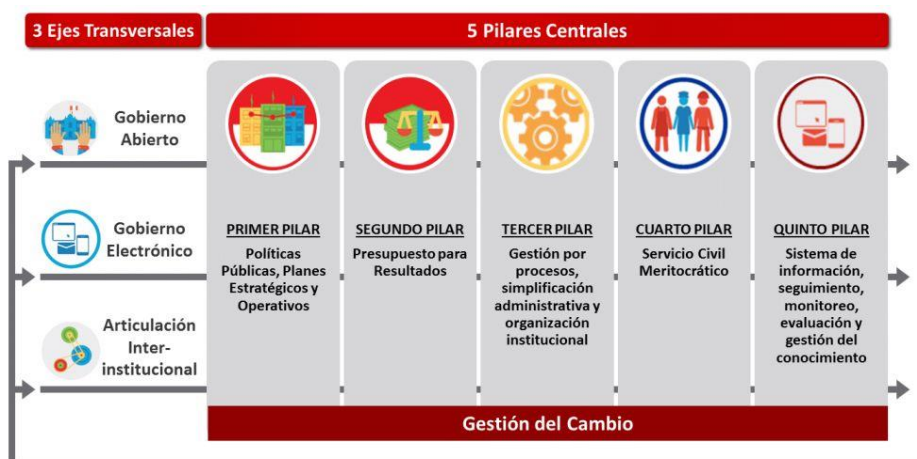 3 Ejes Transversales
5 Pilares Centrales
Gobierno
Abierto
Gobierno
Electrónico
Articulación
Inter-
institucional
PRIMER PILAR
Políticas
Públicas, Planes
Estratégicos y
Operativos
SEGUNDO PILAR
Presupuesto para
Resultados
TERCER PILAR
Gestión por
procesos,
simplificación
administrativa y
organización
institucional
CUARTO PILAR
Servicio Civil
Meritocrático
QUINTO PILAR
Sistema de
información,
seguimiento,
monitoreo,
evaluación y
gestión del
conocimiento
Gestión del Cambio